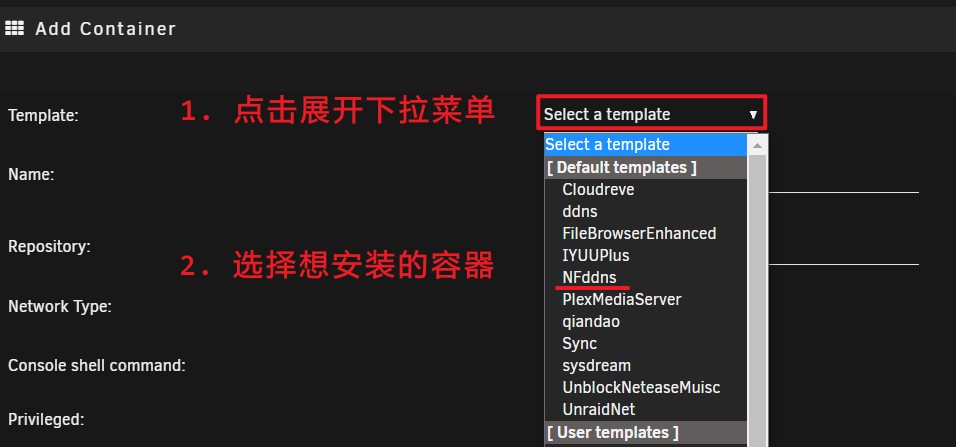 Add Container
Template:
1. 点击展开下拉菜单
Select a template
Select a template
[ Default templates ]
Name:
Cloudreve
ddns
FileBrowserEnhanced
Repository:
IYUUPlus
2. 选择想安装的容器
NFddns
PlexMediaServer
Network Type:
qiandao
Sync
Console shell command:
sysdream
UnblockNeteaseMuisc
UnraidNet
Privileged:
[ User templates ]